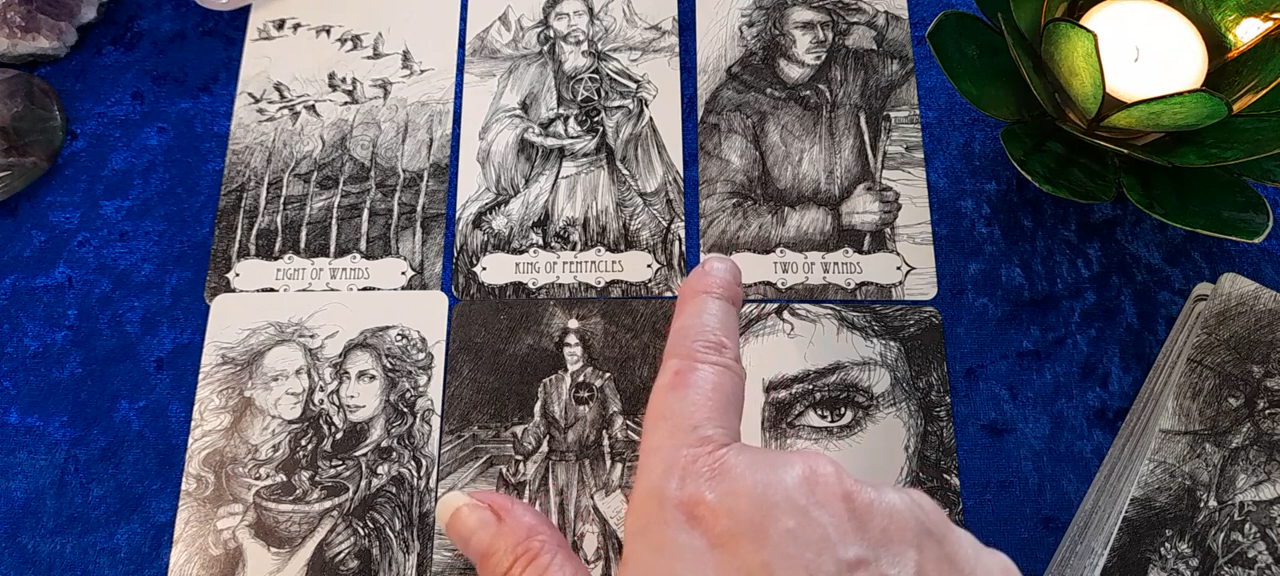 EIGHT OF WANDS
KING OF PENTACLES
TWO OF WANDS